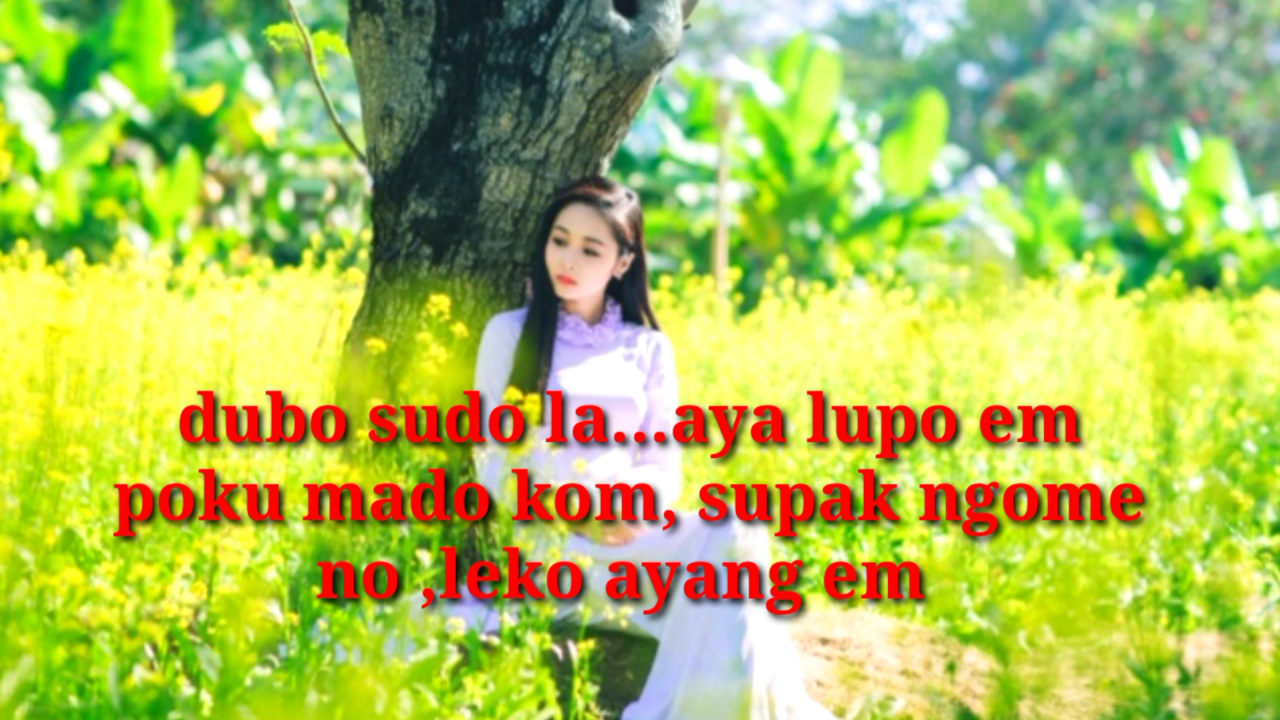 dubo sudo la...aya lupo em
poku mado kom, supak ngome
no ,leko ayang em